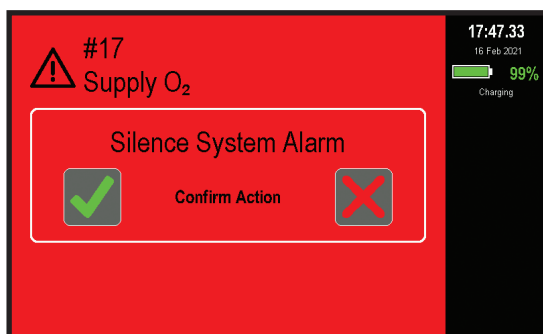 #17
Supply O₂
Silence System Alarm
Confirm Action
17:47.33
16 Feb 2021
99%
Charging